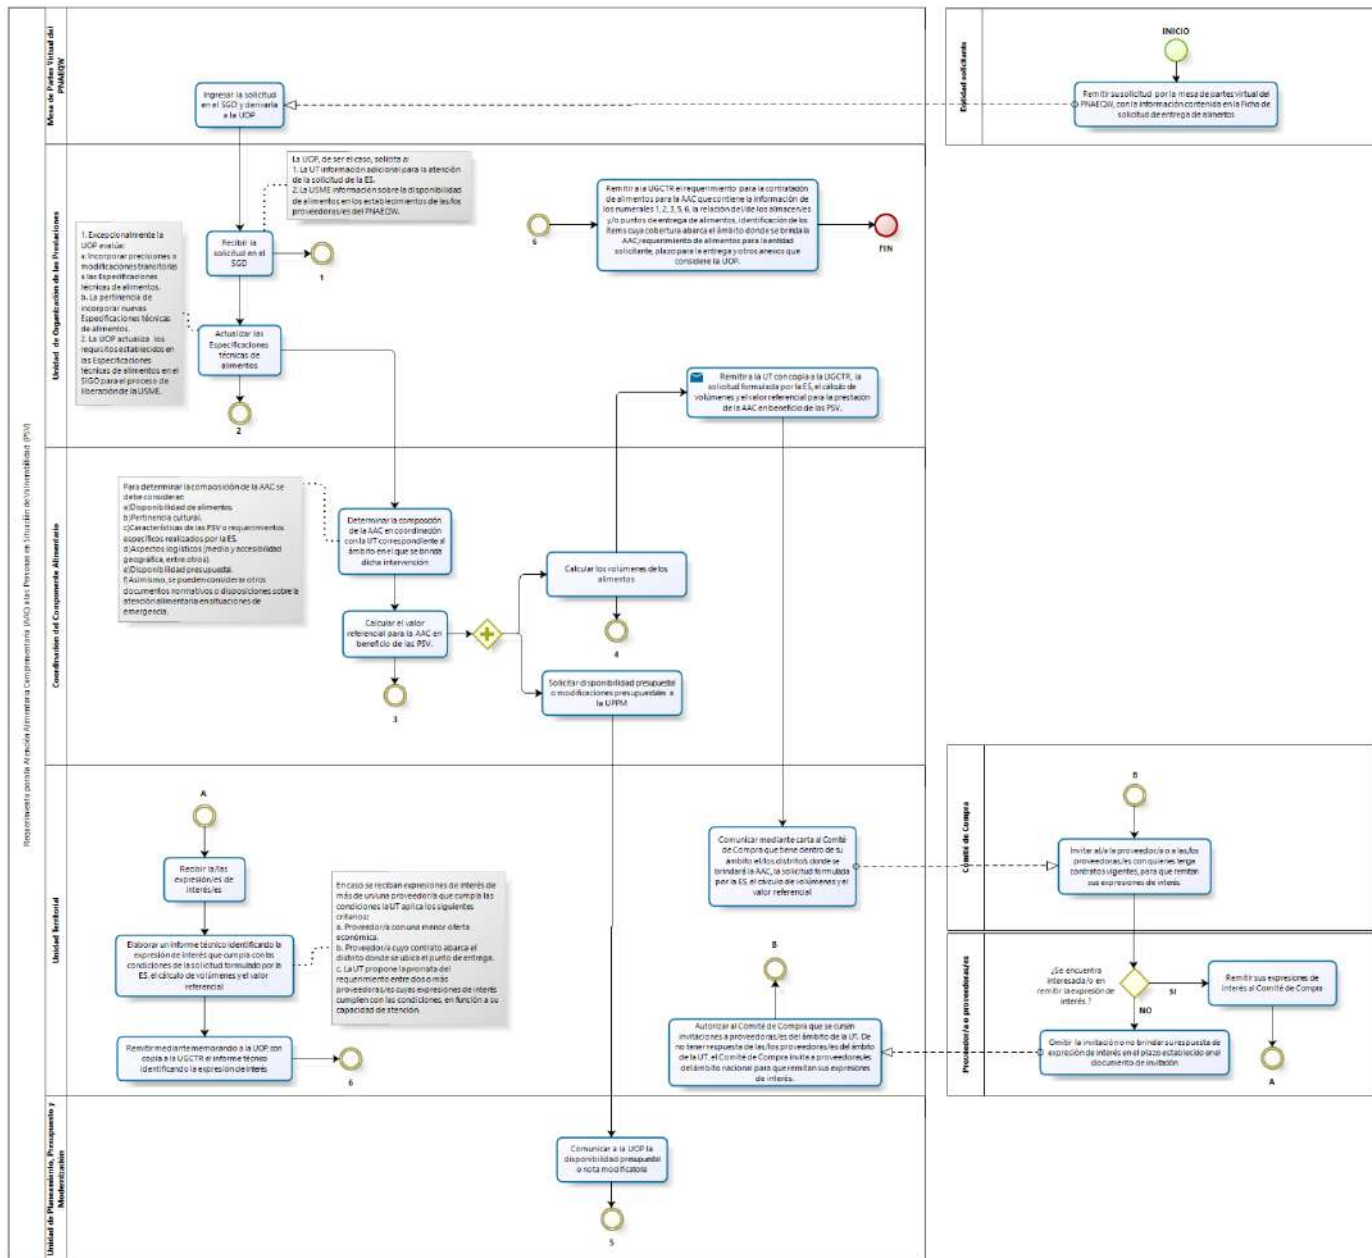 Requerimiento para la Atención Alimentaria Complementaria (AAC) a las Personas en Situación de Vulnerabilidad (PSV)
Mesa de Partes Virtual del
PNAEQW
Ingresar la solicitud
en el SGD y derivarla
a la UOP
Entidad solicitante
INICIO
Remitir su solicitud por la mesa de partes virtual del
PNAEQW, con la información contenida en la Ficha de
solicitud de entrega de alimentos
Unidad de Organización de las Prestaciones
La UOP, de ser el caso, solicita a:
1. La UT información adicional para la atención
de la solicitud de la ES.
2. La USME información sobre la disponibilidad
de alimentos en los establecimientos de las/los
proveedoras/es del PNAEQW.
Recibir la
solicitud en el
SGD
1
1. Excepcionalmente la
UOP evalúa:
a. Incorporar precisiones o
modificaciones transitorias
a las Especificaciones
técnicas de alimentos.
b. La pertinencia de
incorporar nuevas
Especificaciones técnicas
de alimentos.
2. La UOP actualiza los
requisitos establecidos en
las Especificaciones
técnicas de alimentos en el
SIGO para el proceso de
liberación de la USME.
Actualizar las
Especificaciones
técnicas de
alimentos
2
6
Remitir a la UGCTR el requerimiento para la contratación
de alimentos para la AAC que contiene la información de
los numerales 1, 2, 3, 5, 6, la relación del/de los almacen/es
y/o puntos de entrega de alimentos, identificación de los
ítems cuya cobertura abarca el ámbito donde se brinda la
AAC, requerimiento de alimentos para la entidad
solicitante, plazo para la entrega y otros anexos que
considere la UOP.
FIN
Remitir a la UT con copia a la UGCTR, la
solicitud formulada por la ES, el cálculo de
volúmenes y el valor referencial para la prestación
de la AAC en beneficio de las PSV.
Coordinación del Componente Alimentario
Para determinar la composición de la AAC se
debe considerar:
a)Disponibilidad de alimentos.
b)Pertinencia cultural.
c)Características de las PSV o requerimientos
específicos realizados por la ES.
d)Aspectos logísticos (medio y accesibilidad
geográfica, entre otros).
e)Disponibilidad presupuestal.
f)Asimismo, se pueden considerar otros
documentos normativos o disposiciones sobre la
atención alimentaria en situaciones de
emergencia.
Determinar la composición
de la AAC en coordinación
con la UT correspondiente al
ámbito en el que se brinda
dicha intervención
Calcular el valor
referencial para la AAC en
beneficio de las PSV.
3
Calcular los volúmenes de los
alimentos
4
Solicitar disponibilidad presupuestal
o modificaciones presupuestales a
la UPPM
Unidad Territorial
A
Recibir la/las
expresión/es de
interés/es
Elaborar un informe técnico identificando la
expresión de interés que cumpla con las
condiciones de la solicitud formulado por la
ES, el cálculo de volúmenes y el valor
referencial
Remitir mediante memorando a la UOP, con
copia a la UGCTR el informe técnico
identificando la expresión de interés
6
En caso se reciban expresiones de interés de
más de un/una proveedor/a que cumpla las
condiciones la UT aplica los siguientes
criterios:
a. Proveedor/a con una menor oferta
económica.
b. Proveedor/a cuyo contrato abarca el
distrito donde se ubica el punto de entrega.
c. La UT propone la prorrata del
requerimiento entre dos o más
proveedoras/es cuyas expresiones de interés
cumplen con las condiciones, en función a su
capacidad de atención.
Comunicar mediante carta al Comité
de Compra que tiene dentro de su
ámbito el/los distrito/s donde se
brindará la AAC, la solicitud formulada
por la ES, el cálculo de volúmenes y el
valor referencial
B
Autorizar al Comité de Compra que se cursen
invitaciones a proveedoras/es del ámbito de la UT. De
no tener respuesta de las/los proveedoras/es del ámbito
de la UT, el Comité de Compra invita a proveedoras/es
del ámbito nacional para que remitan sus expresiones
de interés.
Comité de Compra
B
Invitar al/a la proveedor/a o a las/los
proveedoras/es con quienes tenga
contratos vigentes, para que remitan
sus expresiones de interés
Proveedor/a o proveedoras/es
¿Se encuentra
interesada/o en
remitir la expresión de
interés ?
SI
NO
Remitir sus expresiones de
interés al Comité de Compra
A
Omitir la invitación o no brindar su respuesta de
expreción de interés en el plazo establecido en el
documento de invitación
Unidad de Planeamiento, Presupuesto y
Modernización
Comunicar a la UOP la
disponibilidad presupuestal
o nota modificatoria
5